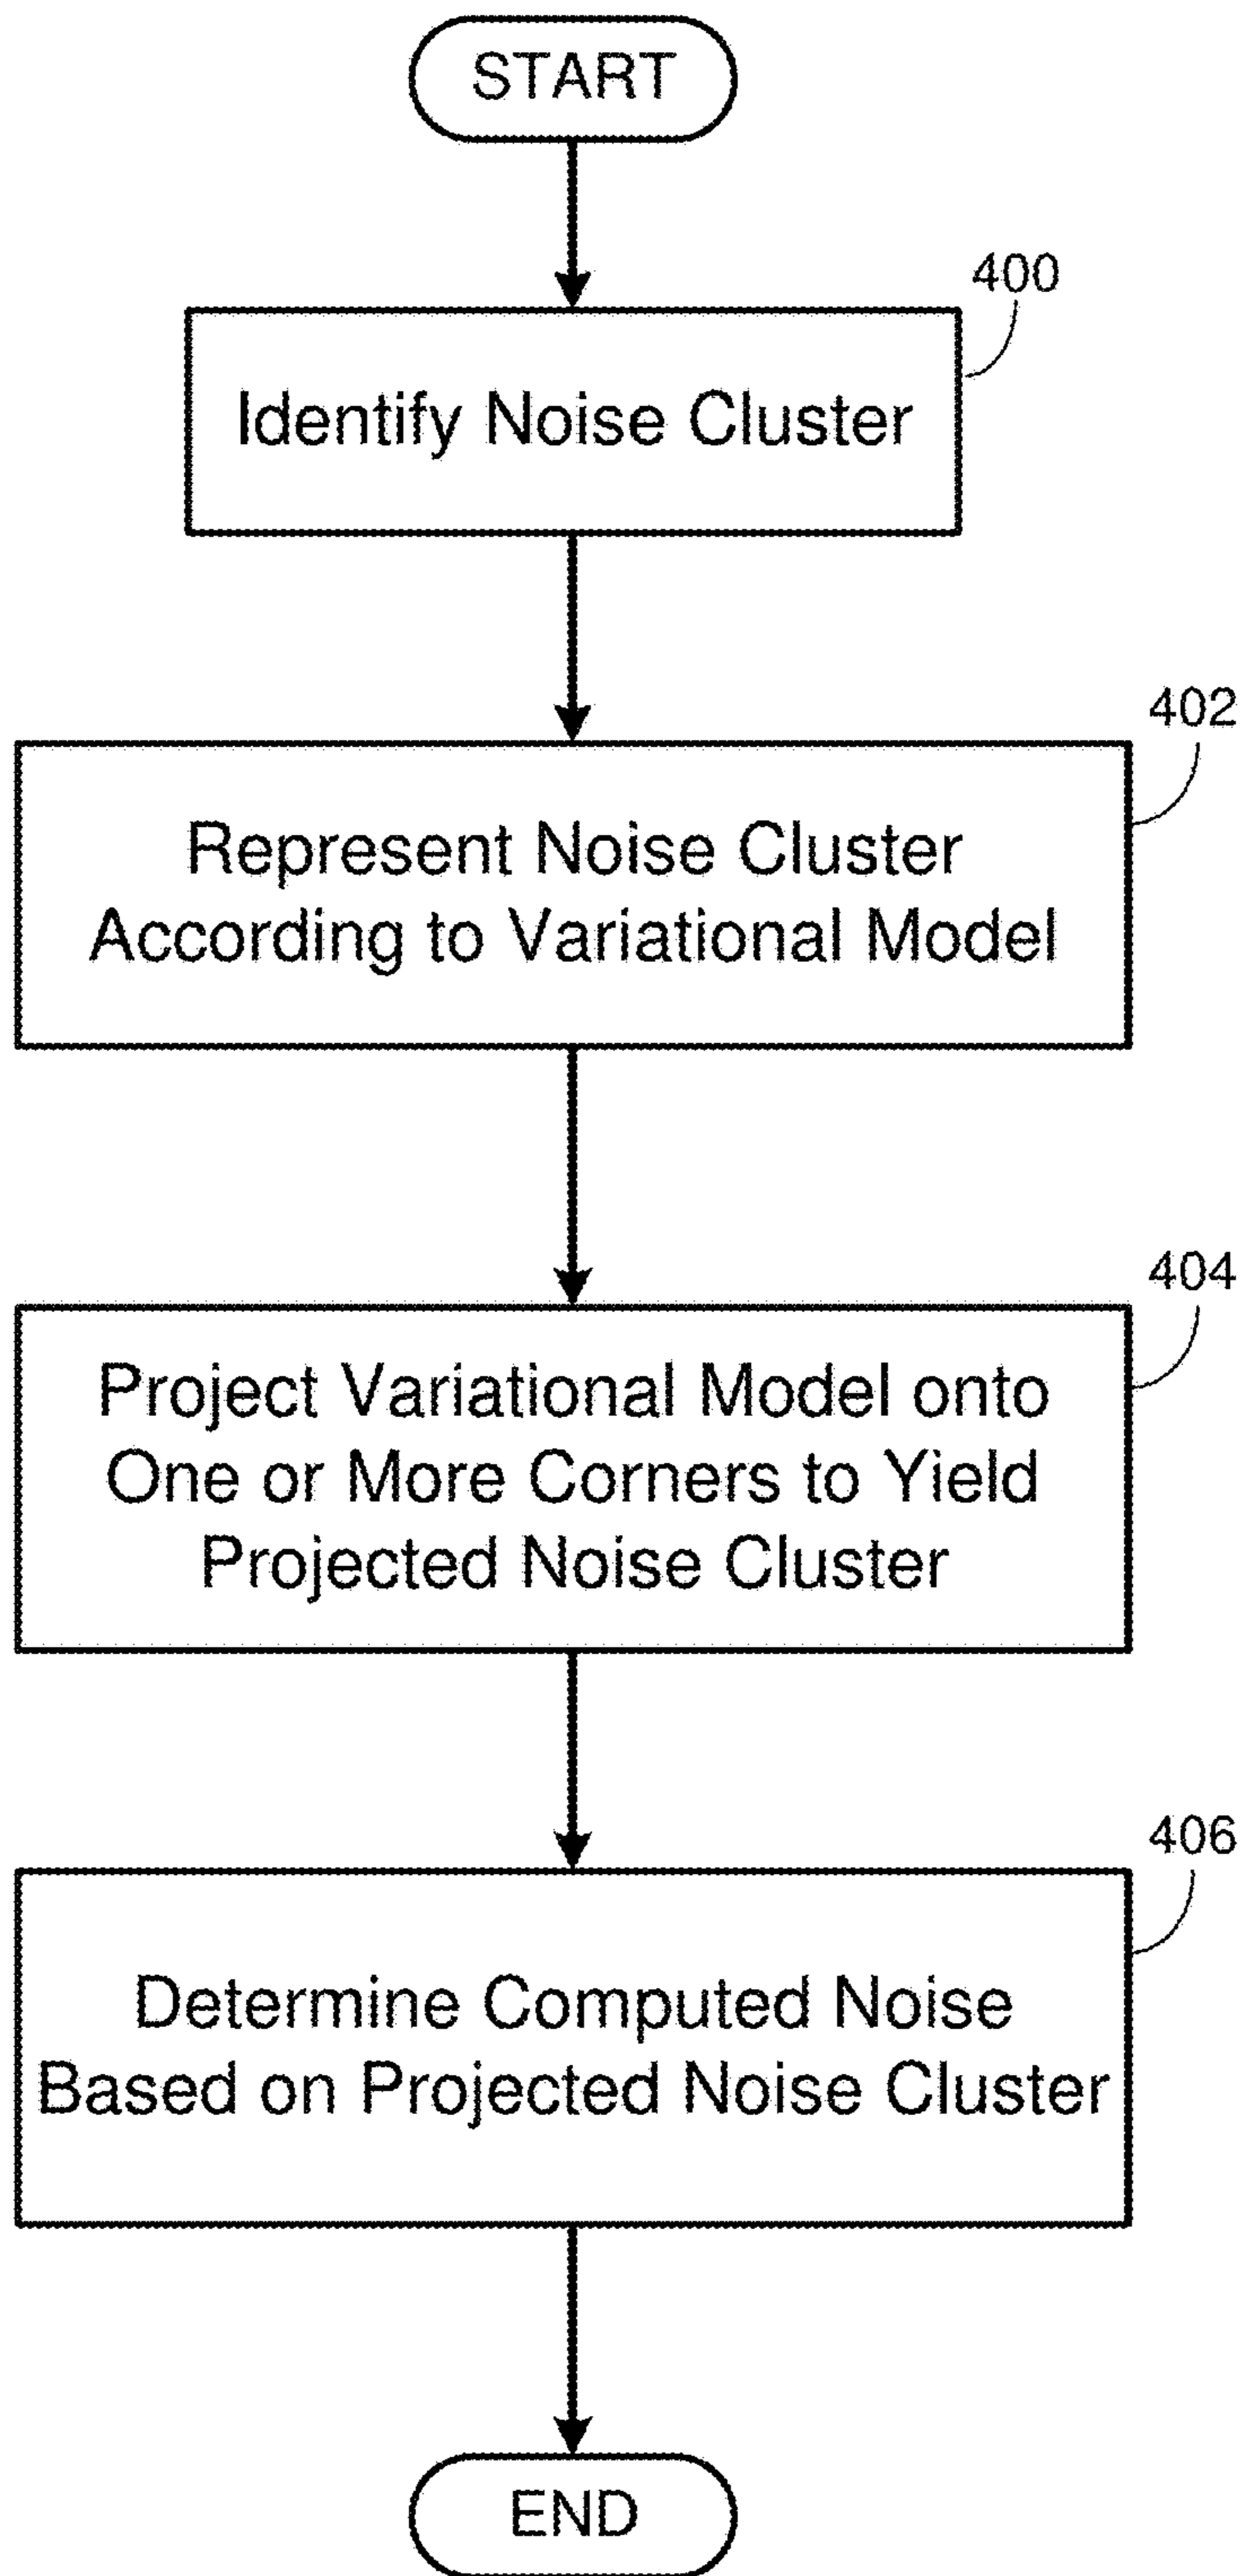 START
400
Identify Noise Cluster
402
Represent Noise Cluster
According to Variational Model
404
Project Variational Model onto
One or More Corners to Yield
Projected Noise Cluster
406
Determine Computed Noise
Based on Projected Noise Cluster
END